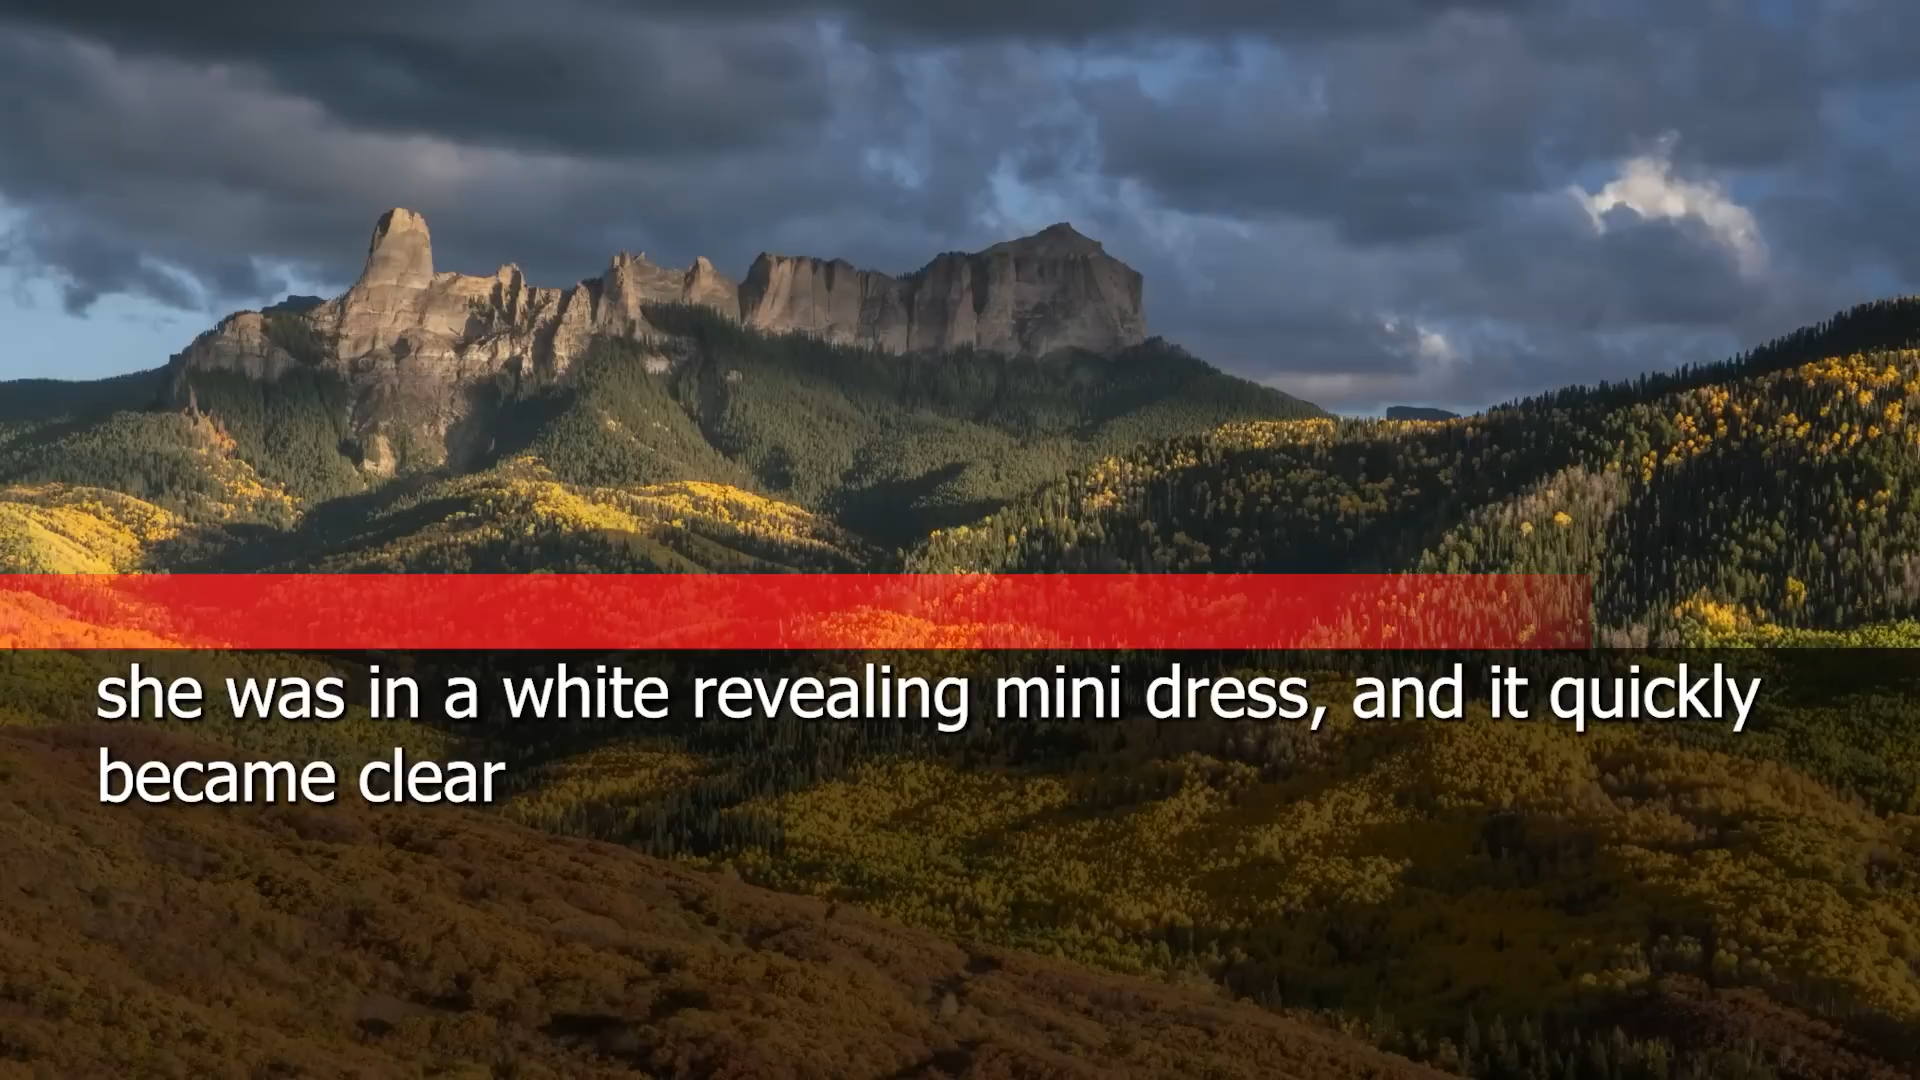 she was in a white revealing mini dress, and it quickly
became clear